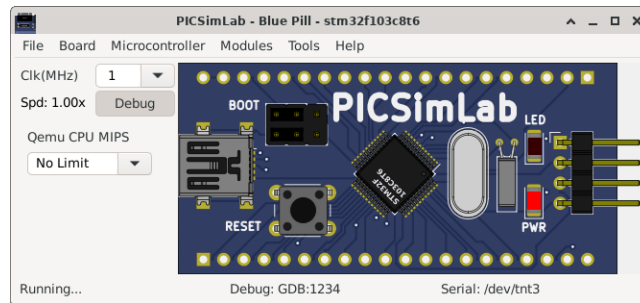 PICSimLab - Blue Pill - stm32f103c8t6
File Board Microcontroller Modules Tools Help
Clk(MHz) 1
Spd: 1.00x Debug
Qemu CPU MIPS
No Limit
BOOT
PICSimLab
LED
STM32F
103C8T6
RESET
PWR
Running... Debug: GDB:1234 Serial: /dev/tnt3